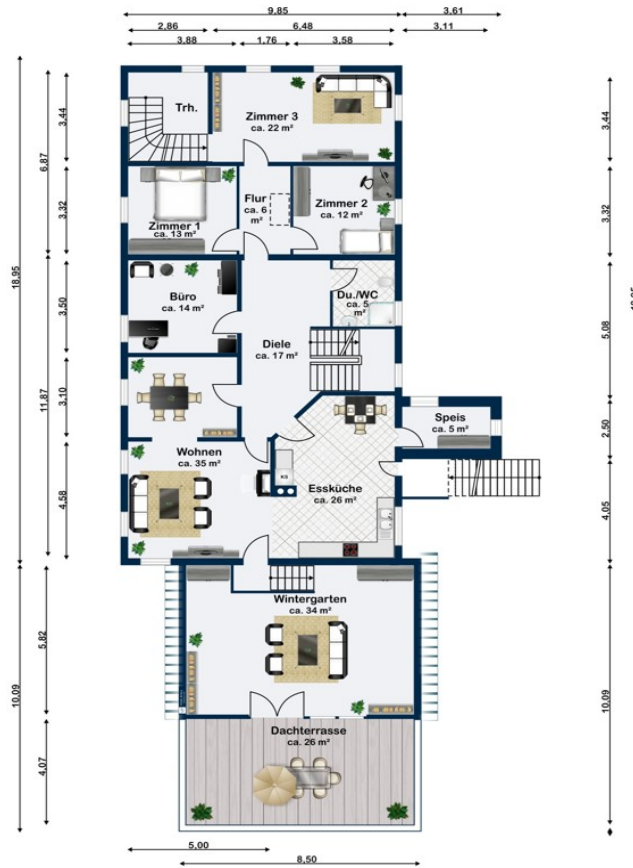 9.85
3.61
2.86
6.48
3.11
3.88
1.76
3.58
Trh.
Zimmer 3
ca. 22 m²
3.44
3.44
6.87
Flur
ca. 6
m²
Zimmer 2
ca. 12 m²
Zimmer 1
ca. 13 m²
3.32
3.32
18.95
Büro
ca. 14 m²
Du./WC
ca. 5
m²
3.50
5.08
Diele
ca. 17 m²
11.87
3.10
Speis
ca. 5 m²
2.50
Wohnen
ca. 35 m²
KS
Essküche
ca. 26 m²
4.58
4.05
Wintergarten
ca. 34 m²
5.82
10.09
10.09
Dachterrasse
ca. 26 m²
4.07
5.00
8.50